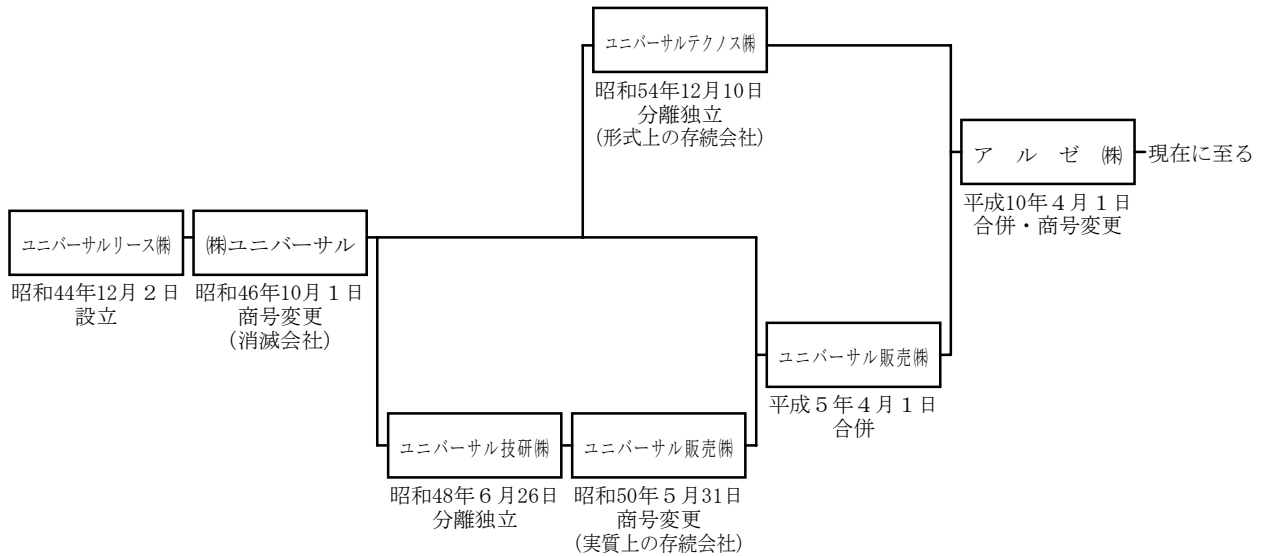 ユニバーサルテクノス㈱
昭和54年12月10日
分離独立
(形式上の存続会社)
ア ル ゼ ㈱
現在に至る
平成10年４月１日
合併・商号変更
ユニバーサルリース㈱
昭和44年12月２日
設立
㈱ユニバーサル
昭和46年10月１日
商号変更
(消滅会社)
ユニバーサル販売㈱
平成５年４月１日
合併
ユニバーサル技研㈱
昭和48年６月26日
分離独立
ユニバーサル販売㈱
昭和50年５月31日
商号変更
(実質上の存続会社)